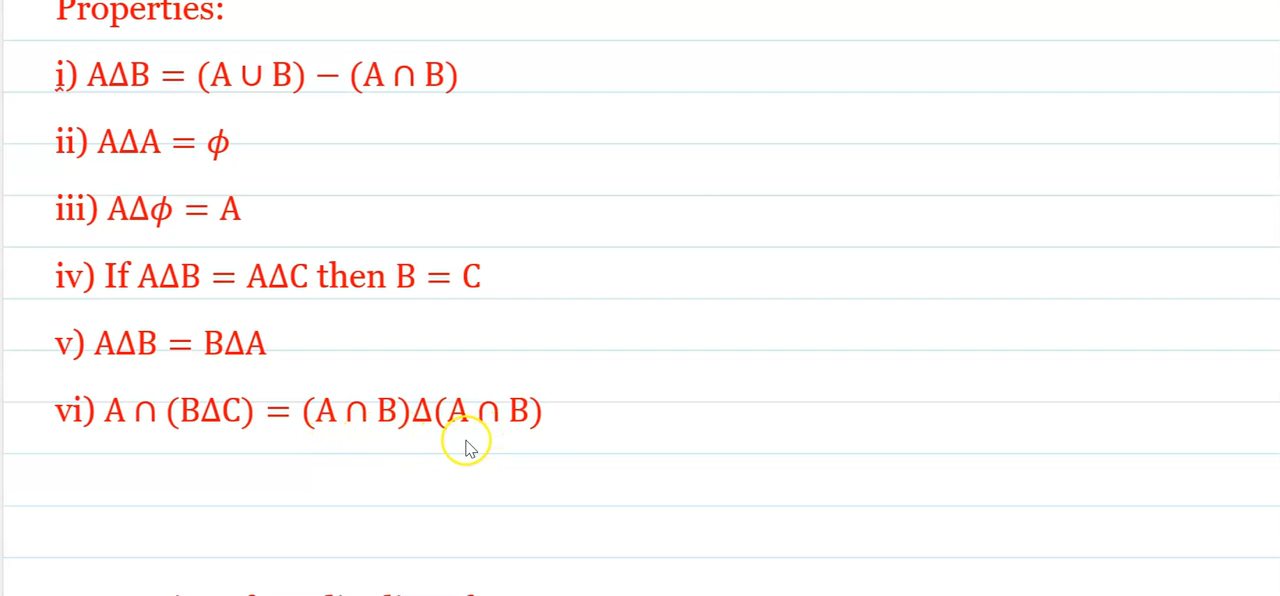 Properties:
i) AΔB = (A ∪ B) − (A ∩ B)
ii) AΔA = ϕ
iii) AΔϕ = A
iv) If AΔB = AΔC then B = C
v) AΔB = BΔA
vi) A ∩ (BΔC) = (A ∩ B)Δ(A ∩ B)